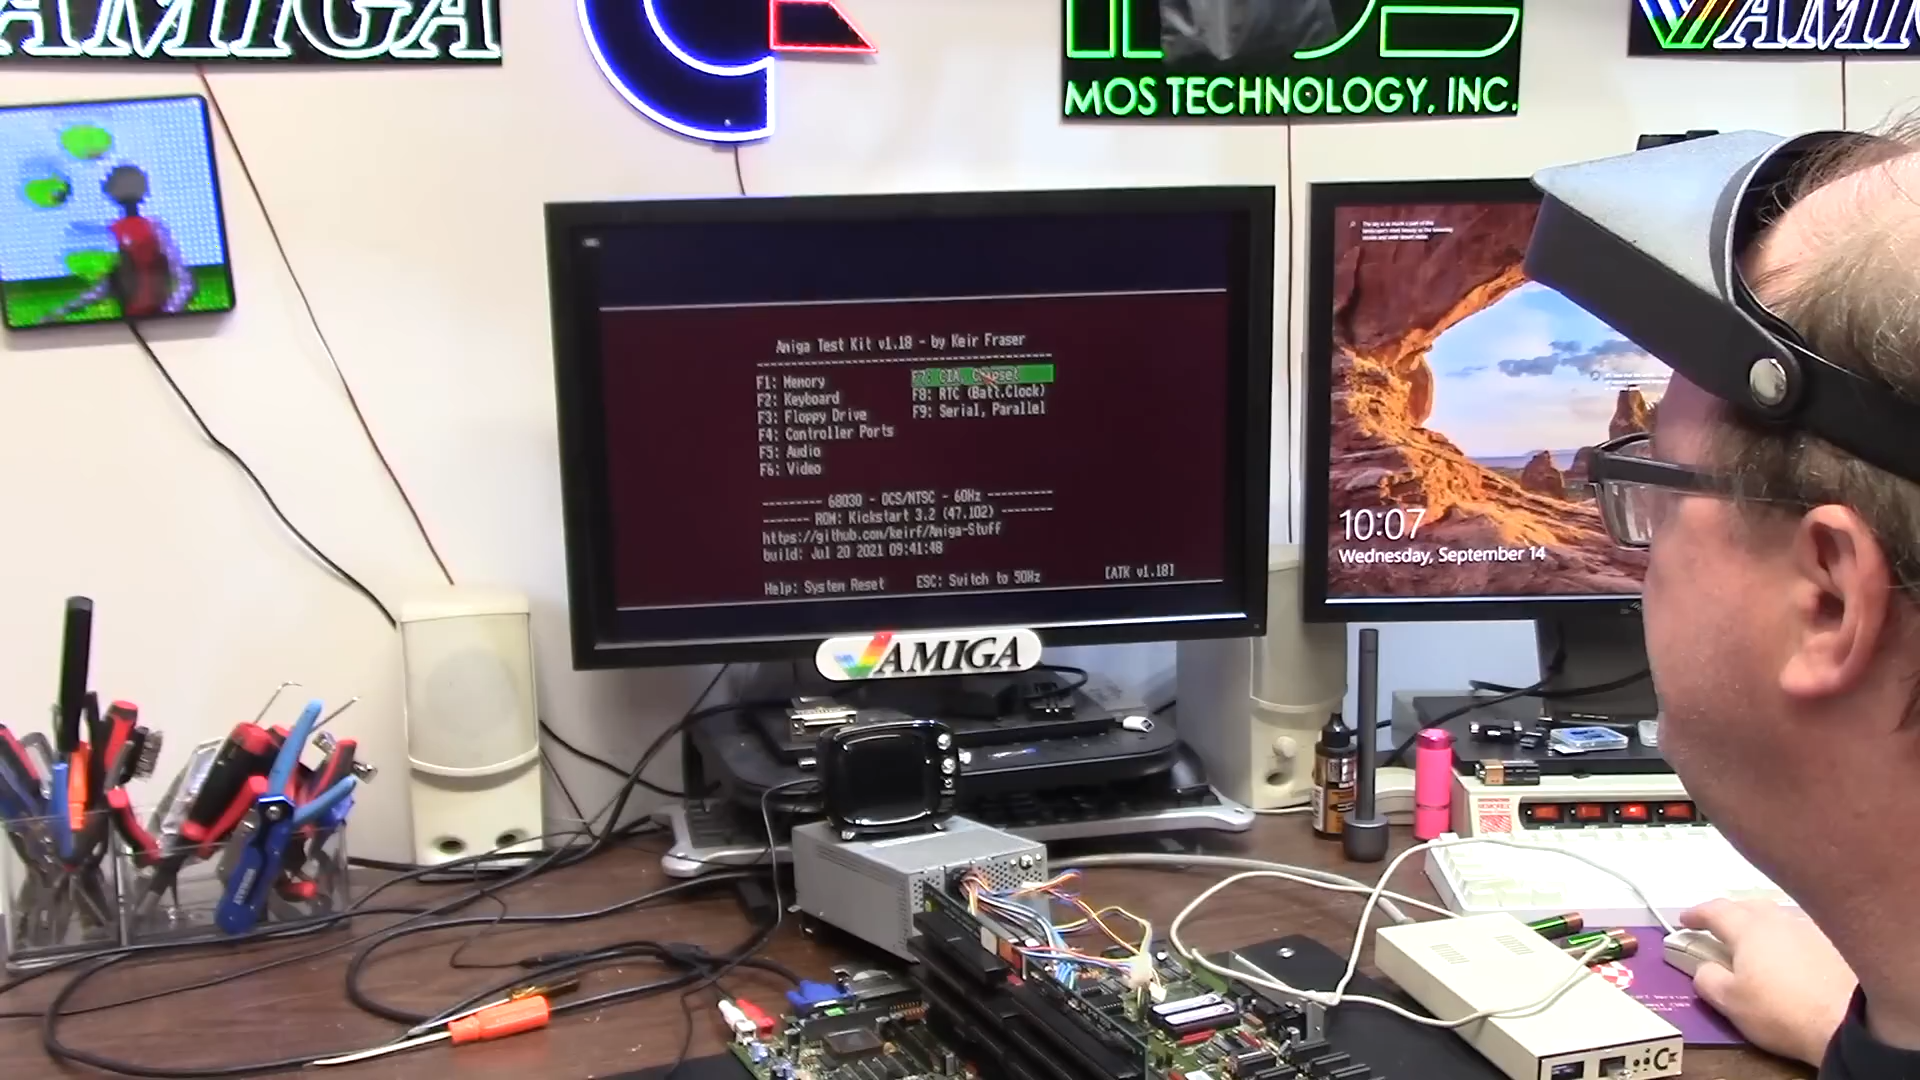 AMIGA
MOS TECHNOLOGY, INC.
AMI
Amiga Test Kit v1.18 - by Keir Fraser
F1: Memory
F2: Keyboard
F3: Floppy Drive
F4: Controller Ports
F5: Audio
F6: Video
F7: CIA, Chipset
F8: RTC (Batt.Clock)
F9: Serial, Parallel
--------- 68030 - OCS/NTSC - 60Hz ----------
------- ROM: Kickstart 3.2 (47.102) -------
https://github.com/keirf/Amiga-Stuff
build: Jul 20 2021 09:41:48
Help: System Reset
ESC: Switch to 50Hz
[ATK v1.18]
AMIGA
10:07
Wednesday, September 14